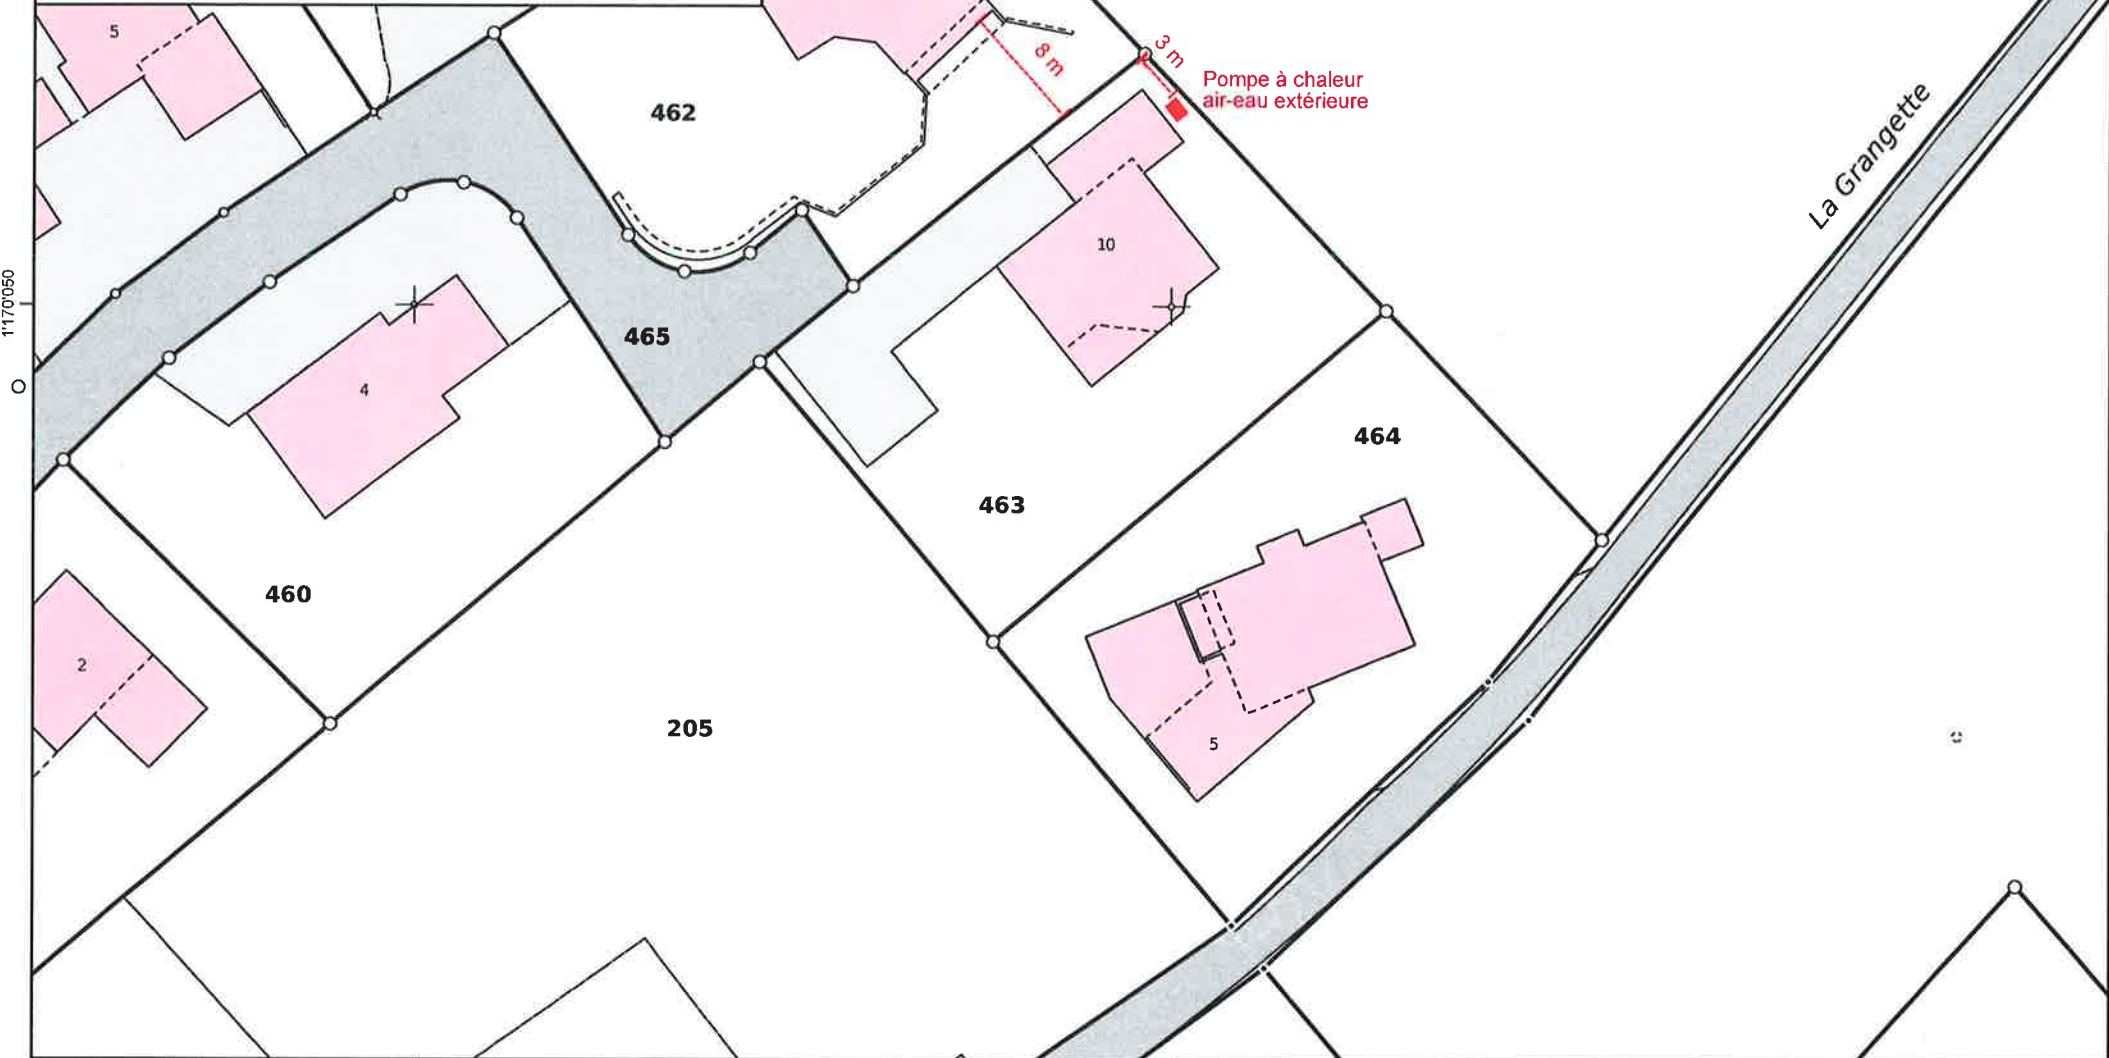 5
3 m
8 m
Pompe à chaleur
air-eau extérieure
462
La Grangette
10
1'170'050
465
4
464
463
460
2
205
5